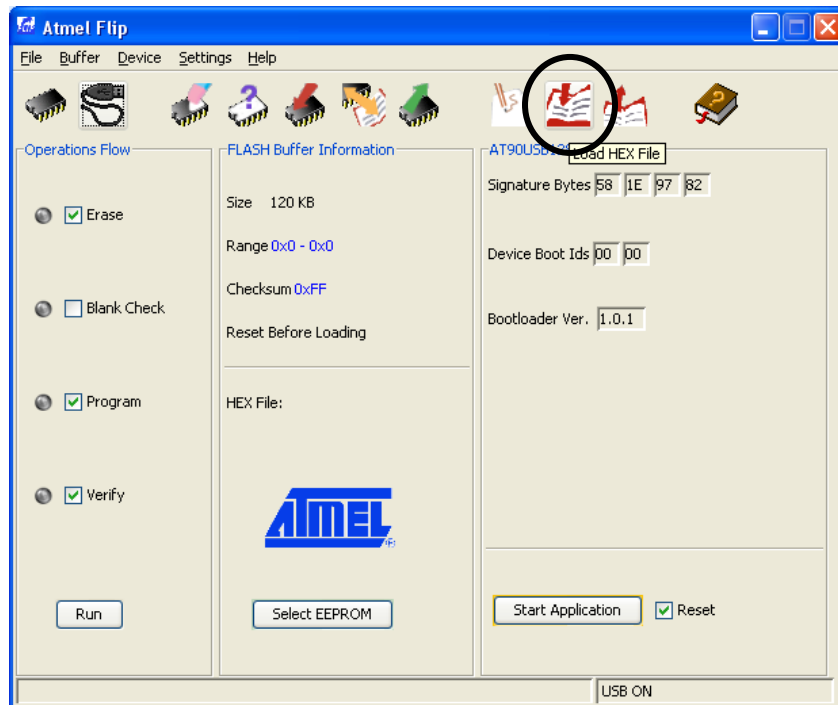 Atmel Flip
File Buffer Device Settings Help
Operations Flow
Erase
Blank Check
Program
Verify
Run
FLASH Buffer Information
Size 120 KB
Range 0x0 - 0x0
Checksum 0xFF
Reset Before Loading
HEX File:
ATMEL
Select EEPROM
Load HEX File
Signature Bytes 58 1E 97 82
Device Boot Ids 00 00
Bootloader Ver. 1.0.1
Start Application Reset
USB ON